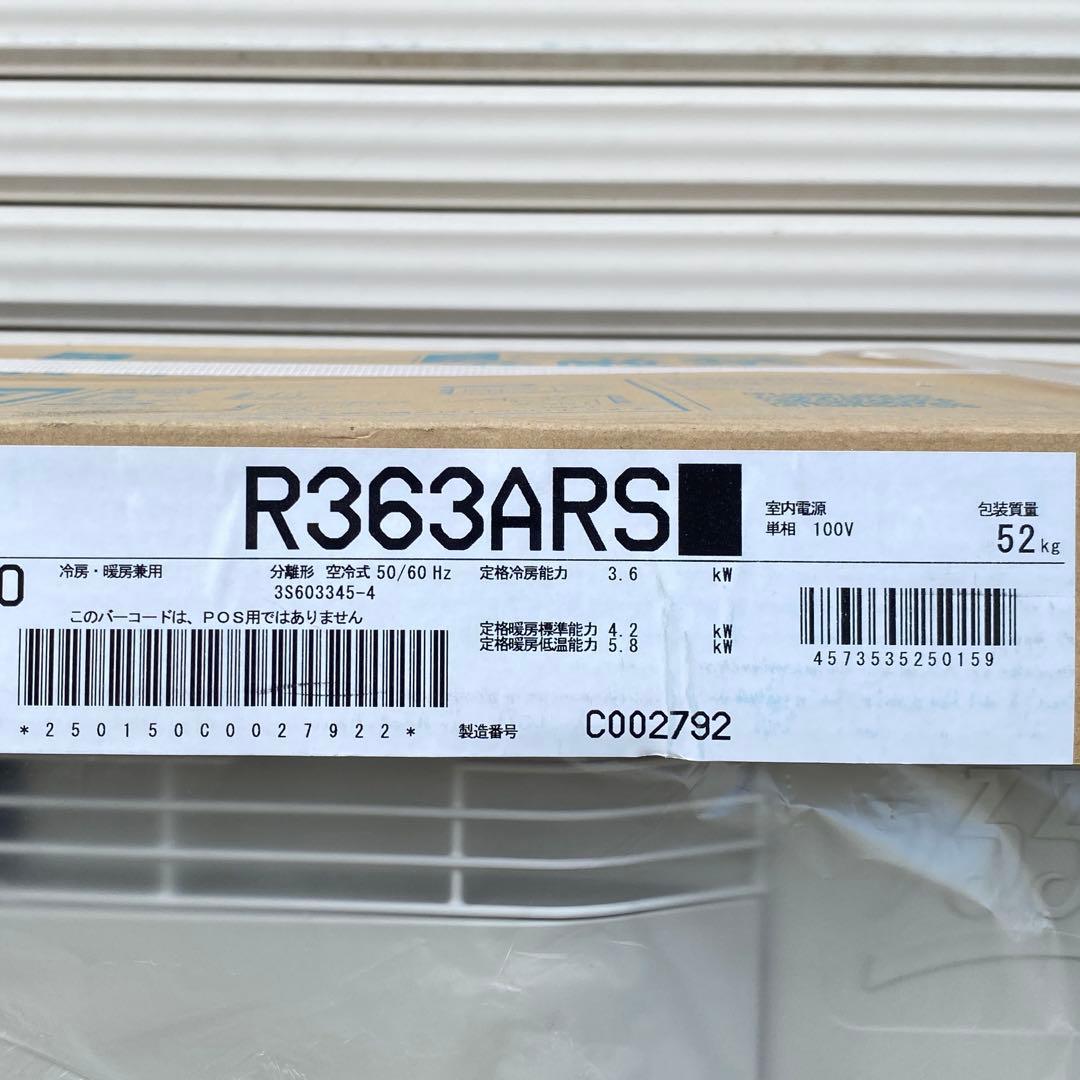 R363ARS■
室内電源
単相 100V
包装質量
52kg
冷房・暖房兼用
分離形 空冷式 50/60 Hz
3S603345-4
このバーコードは、POS用ではありません
*250150C0027922*
定格冷房能力 3.6 kW
定格暖房標準能力 4.2 kW
定格暖房低温能力 5.8 kW
4573535250159
製造番号 C002792